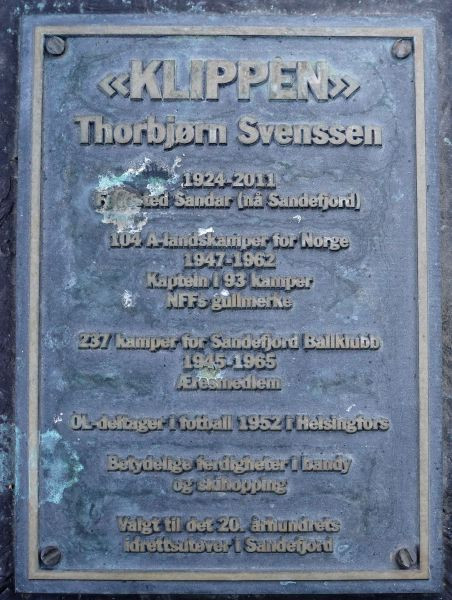 «KLIPPEN»
Thorbjørn Svenssen
1924-2011
Fødested Sandar (nå Sandefjord)
104 A-landskamper for Norge
1947-1962
Kaptein i 93 kamper
NFFs gullmerke
237 kamper for Sandefjord Ballklubb
1945-1965
Æresmedlem
OL-deltager i fotball 1952 i Helsingfors
Betydelige ferdigheter i bandy
og skihopping
Valgt til det 20. århundrets
idrettsutøver i Sandefjord